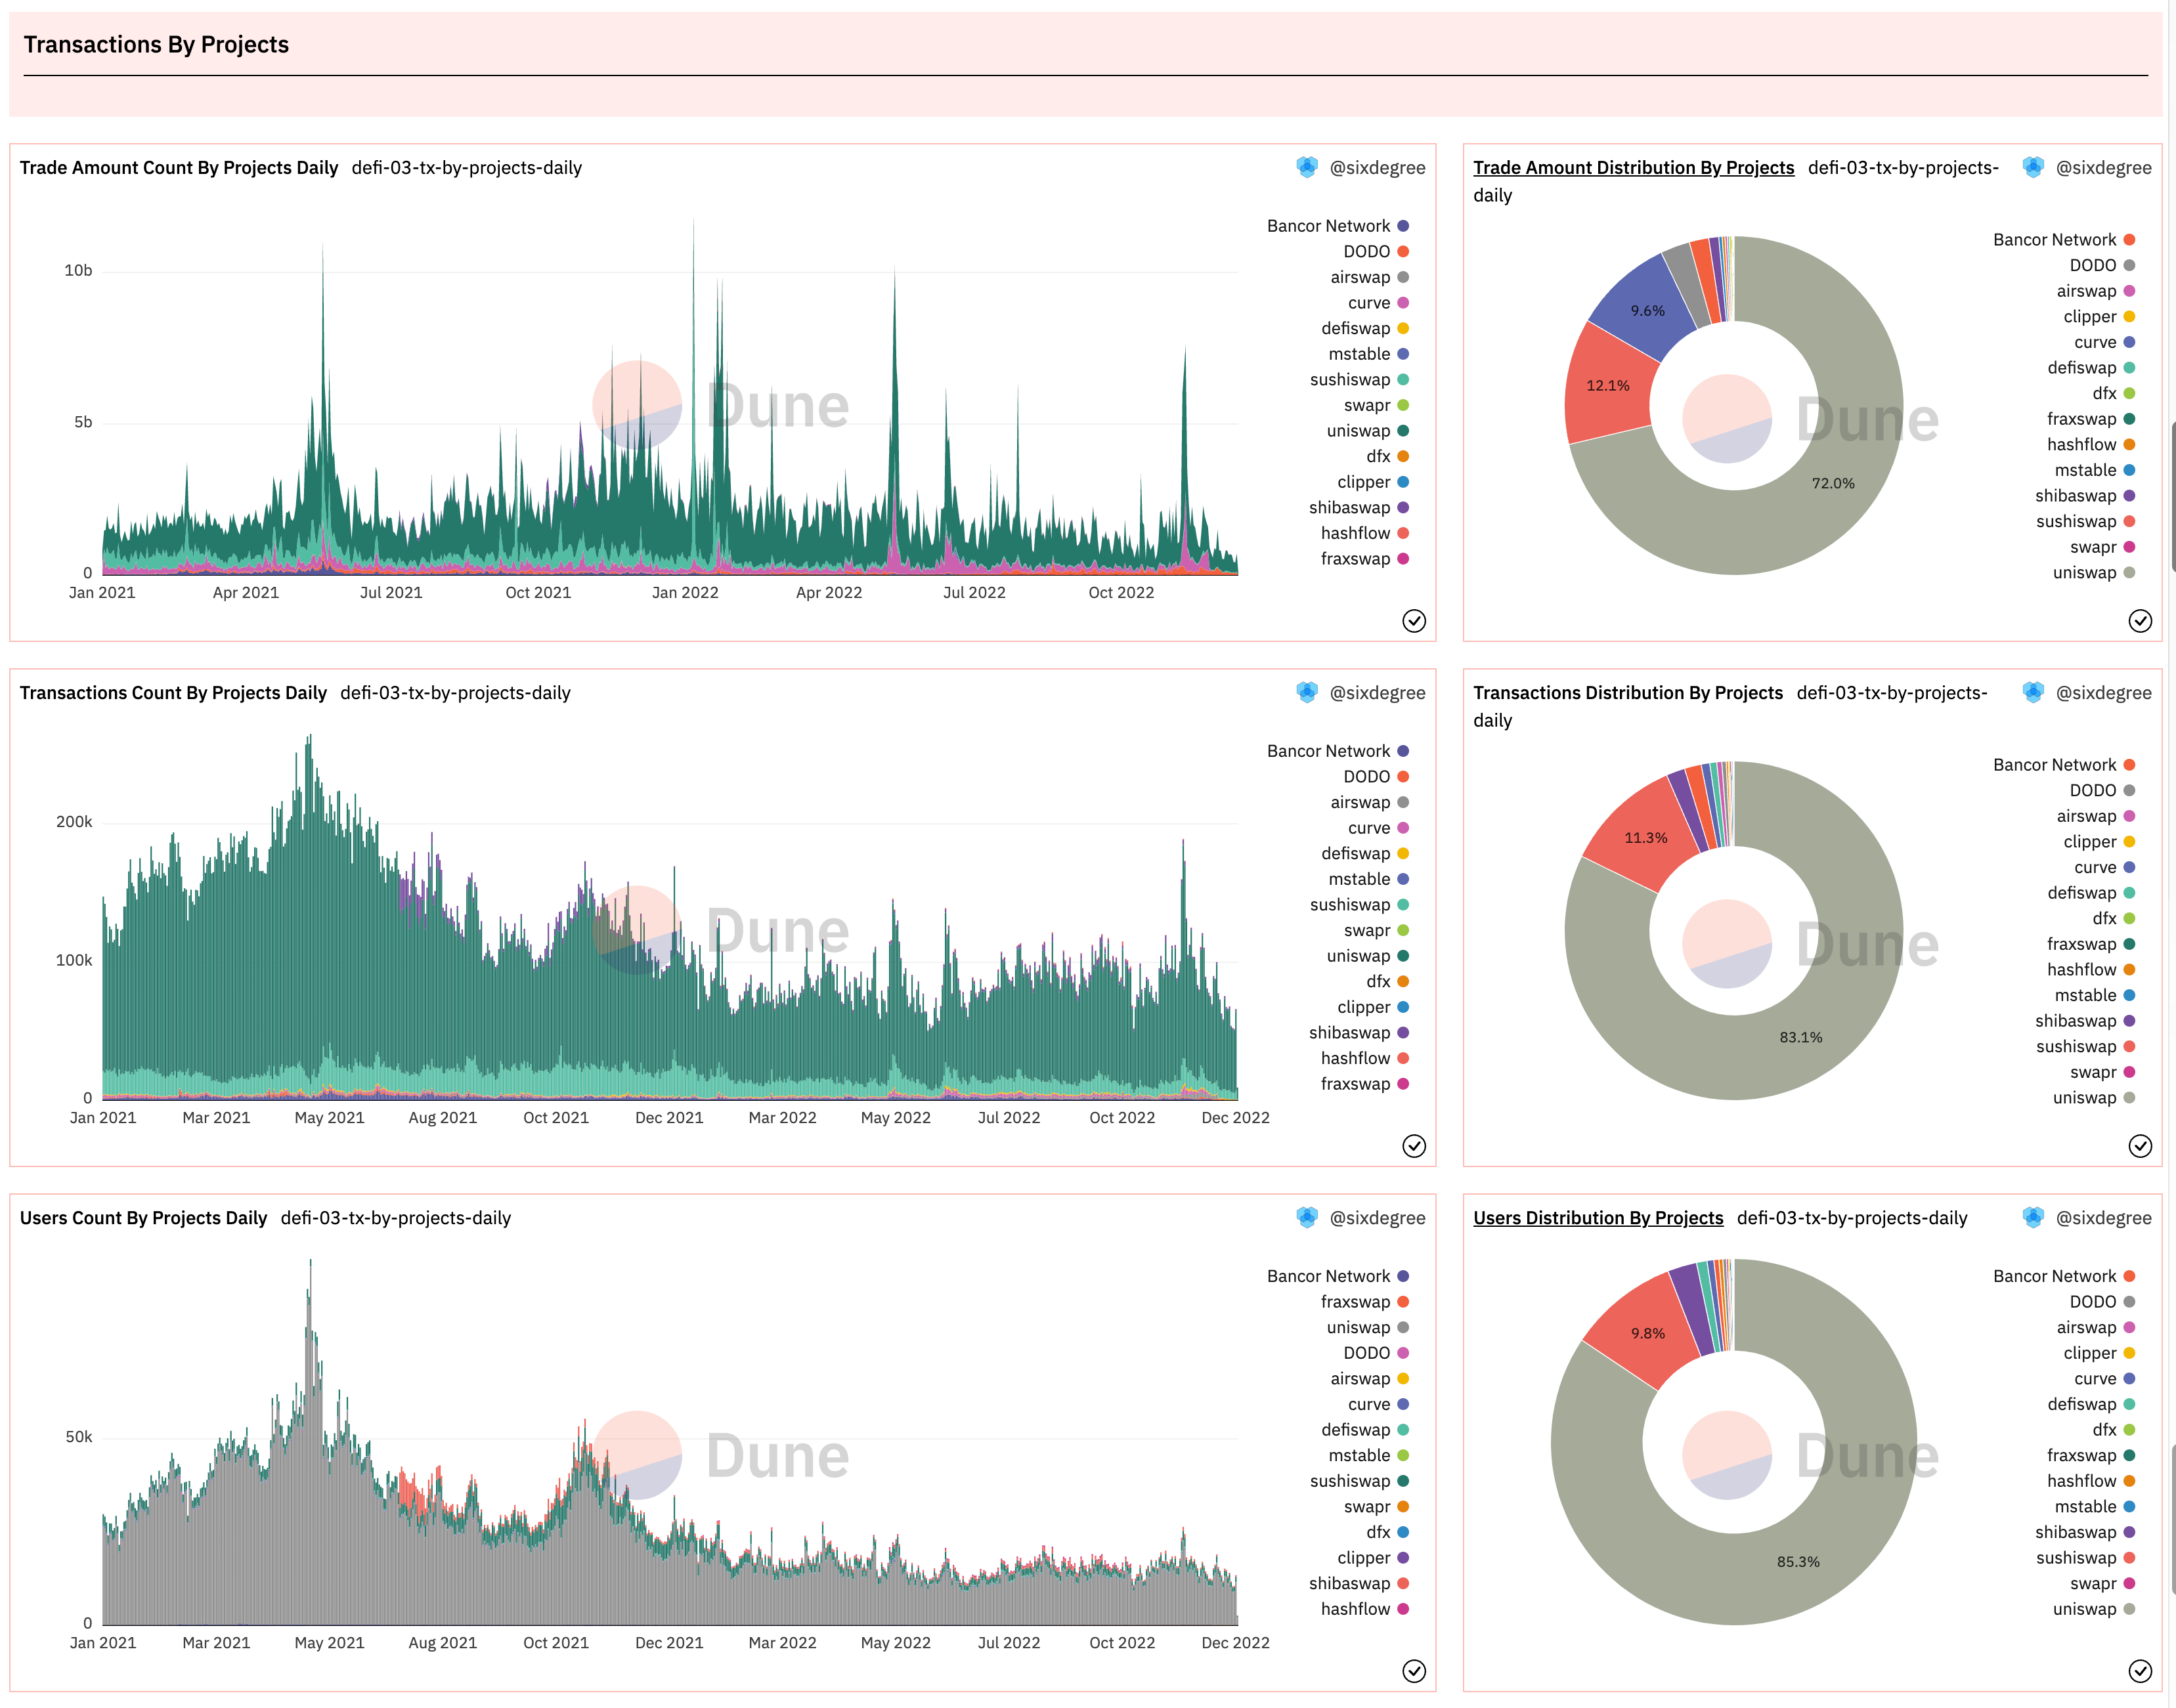 Transactions By Projects
Trade Amount Count By Projects Daily defi-03-tx-by-projects-daily
@sixdegree
10b
5b
0
Jan 2021
Apr 2021
Jul 2021
Oct 2021
Jan 2022
Apr 2022
Jul 2022
Oct 2022
Dune
Bancor Network
DODO
airswap
curve
defiswap
mstable
sushiswap
swapr
uniswap
dfx
clipper
shibaswap
hashflow
fraxswap
Trade Amount Distribution By Projects defi-03-tx-by-projects-
daily
@sixdegree
9.6%
12.1%
72.0%
Dune
Bancor Network
DODO
airswap
clipper
curve
defiswap
dfx
fraxswap
hashflow
mstable
shibaswap
sushiswap
swapr
uniswap
Transactions Count By Projects Daily defi-03-tx-by-projects-daily
@sixdegree
200k
100k
0
Jan 2021
Mar 2021
May 2021
Aug 2021
Oct 2021
Dec 2021
Mar 2022
May 2022
Jul 2022
Oct 2022
Dec 2022
Dune
Bancor Network
DODO
airswap
curve
defiswap
mstable
sushiswap
swapr
uniswap
dfx
clipper
shibaswap
hashflow
fraxswap
Transactions Distribution By Projects defi-03-tx-by-projects-
daily
@sixdegree
11.3%
83.1%
Dune
Bancor Network
DODO
airswap
clipper
curve
defiswap
dfx
fraxswap
hashflow
mstable
shibaswap
sushiswap
swapr
uniswap
Users Count By Projects Daily defi-03-tx-by-projects-daily
@sixdegree
50k
0
Jan 2021
Mar 2021
May 2021
Aug 2021
Oct 2021
Dec 2021
Mar 2022
May 2022
Jul 2022
Oct 2022
Dec 2022
Dune
Bancor Network
fraxswap
uniswap
DODO
airswap
curve
defiswap
mstable
sushiswap
swapr
dfx
clipper
shibaswap
hashflow
Users Distribution By Projects defi-03-tx-by-projects-daily
@sixdegree
9.8%
85.3%
Dune
Bancor Network
DODO
airswap
clipper
curve
defiswap
dfx
fraxswap
hashflow
mstable
shibaswap
sushiswap
swapr
uniswap